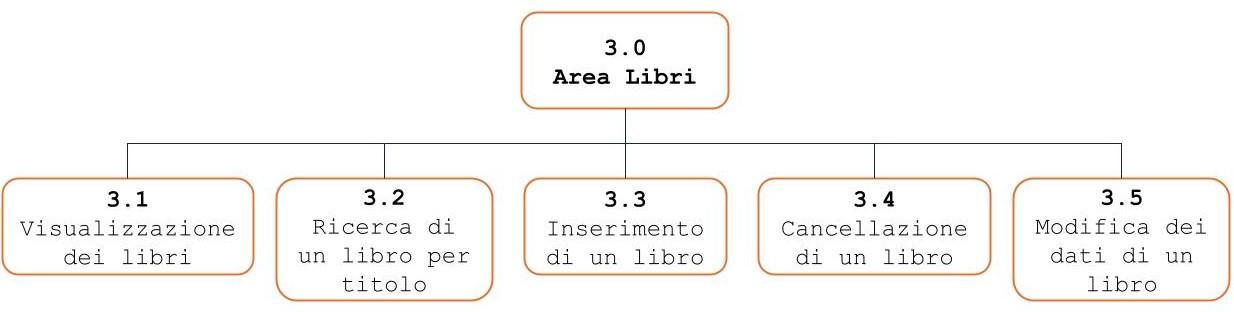 3.0
Area Libri
3.1
Visualizzazione
dei libri
3.2
Ricerca di
un libro per
titolo
3.3
Inserimento
di un libro
3.4
Cancellazione
di un libro
3.5
Modifica dei
dati di un
libro